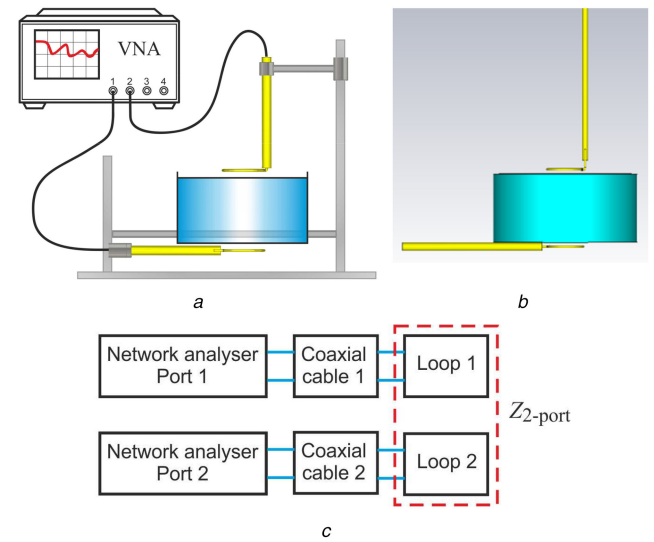 VNA
1 2 3 4
a
b
Network analyser
Port 1
Coaxial
cable 1
Loop 1
Z2-port
Network analyser
Port 2
Coaxial
cable 2
Loop 2
c